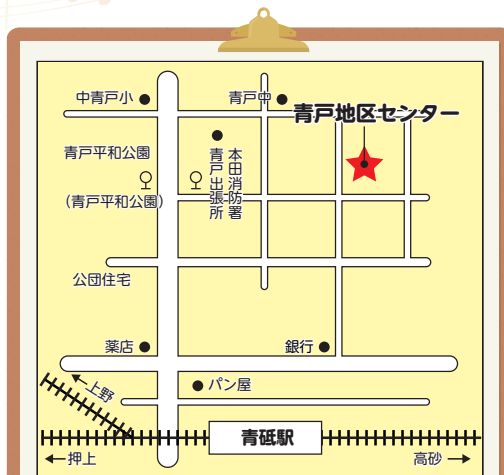 中青戸小
青戸中
青戸地区センター
青戸平和公園
(青戸平和公園)
本田消防署
青戸出張所
公団住宅
薬店
銀行
パン屋
←上野
青砥駅
←押上
高砂→